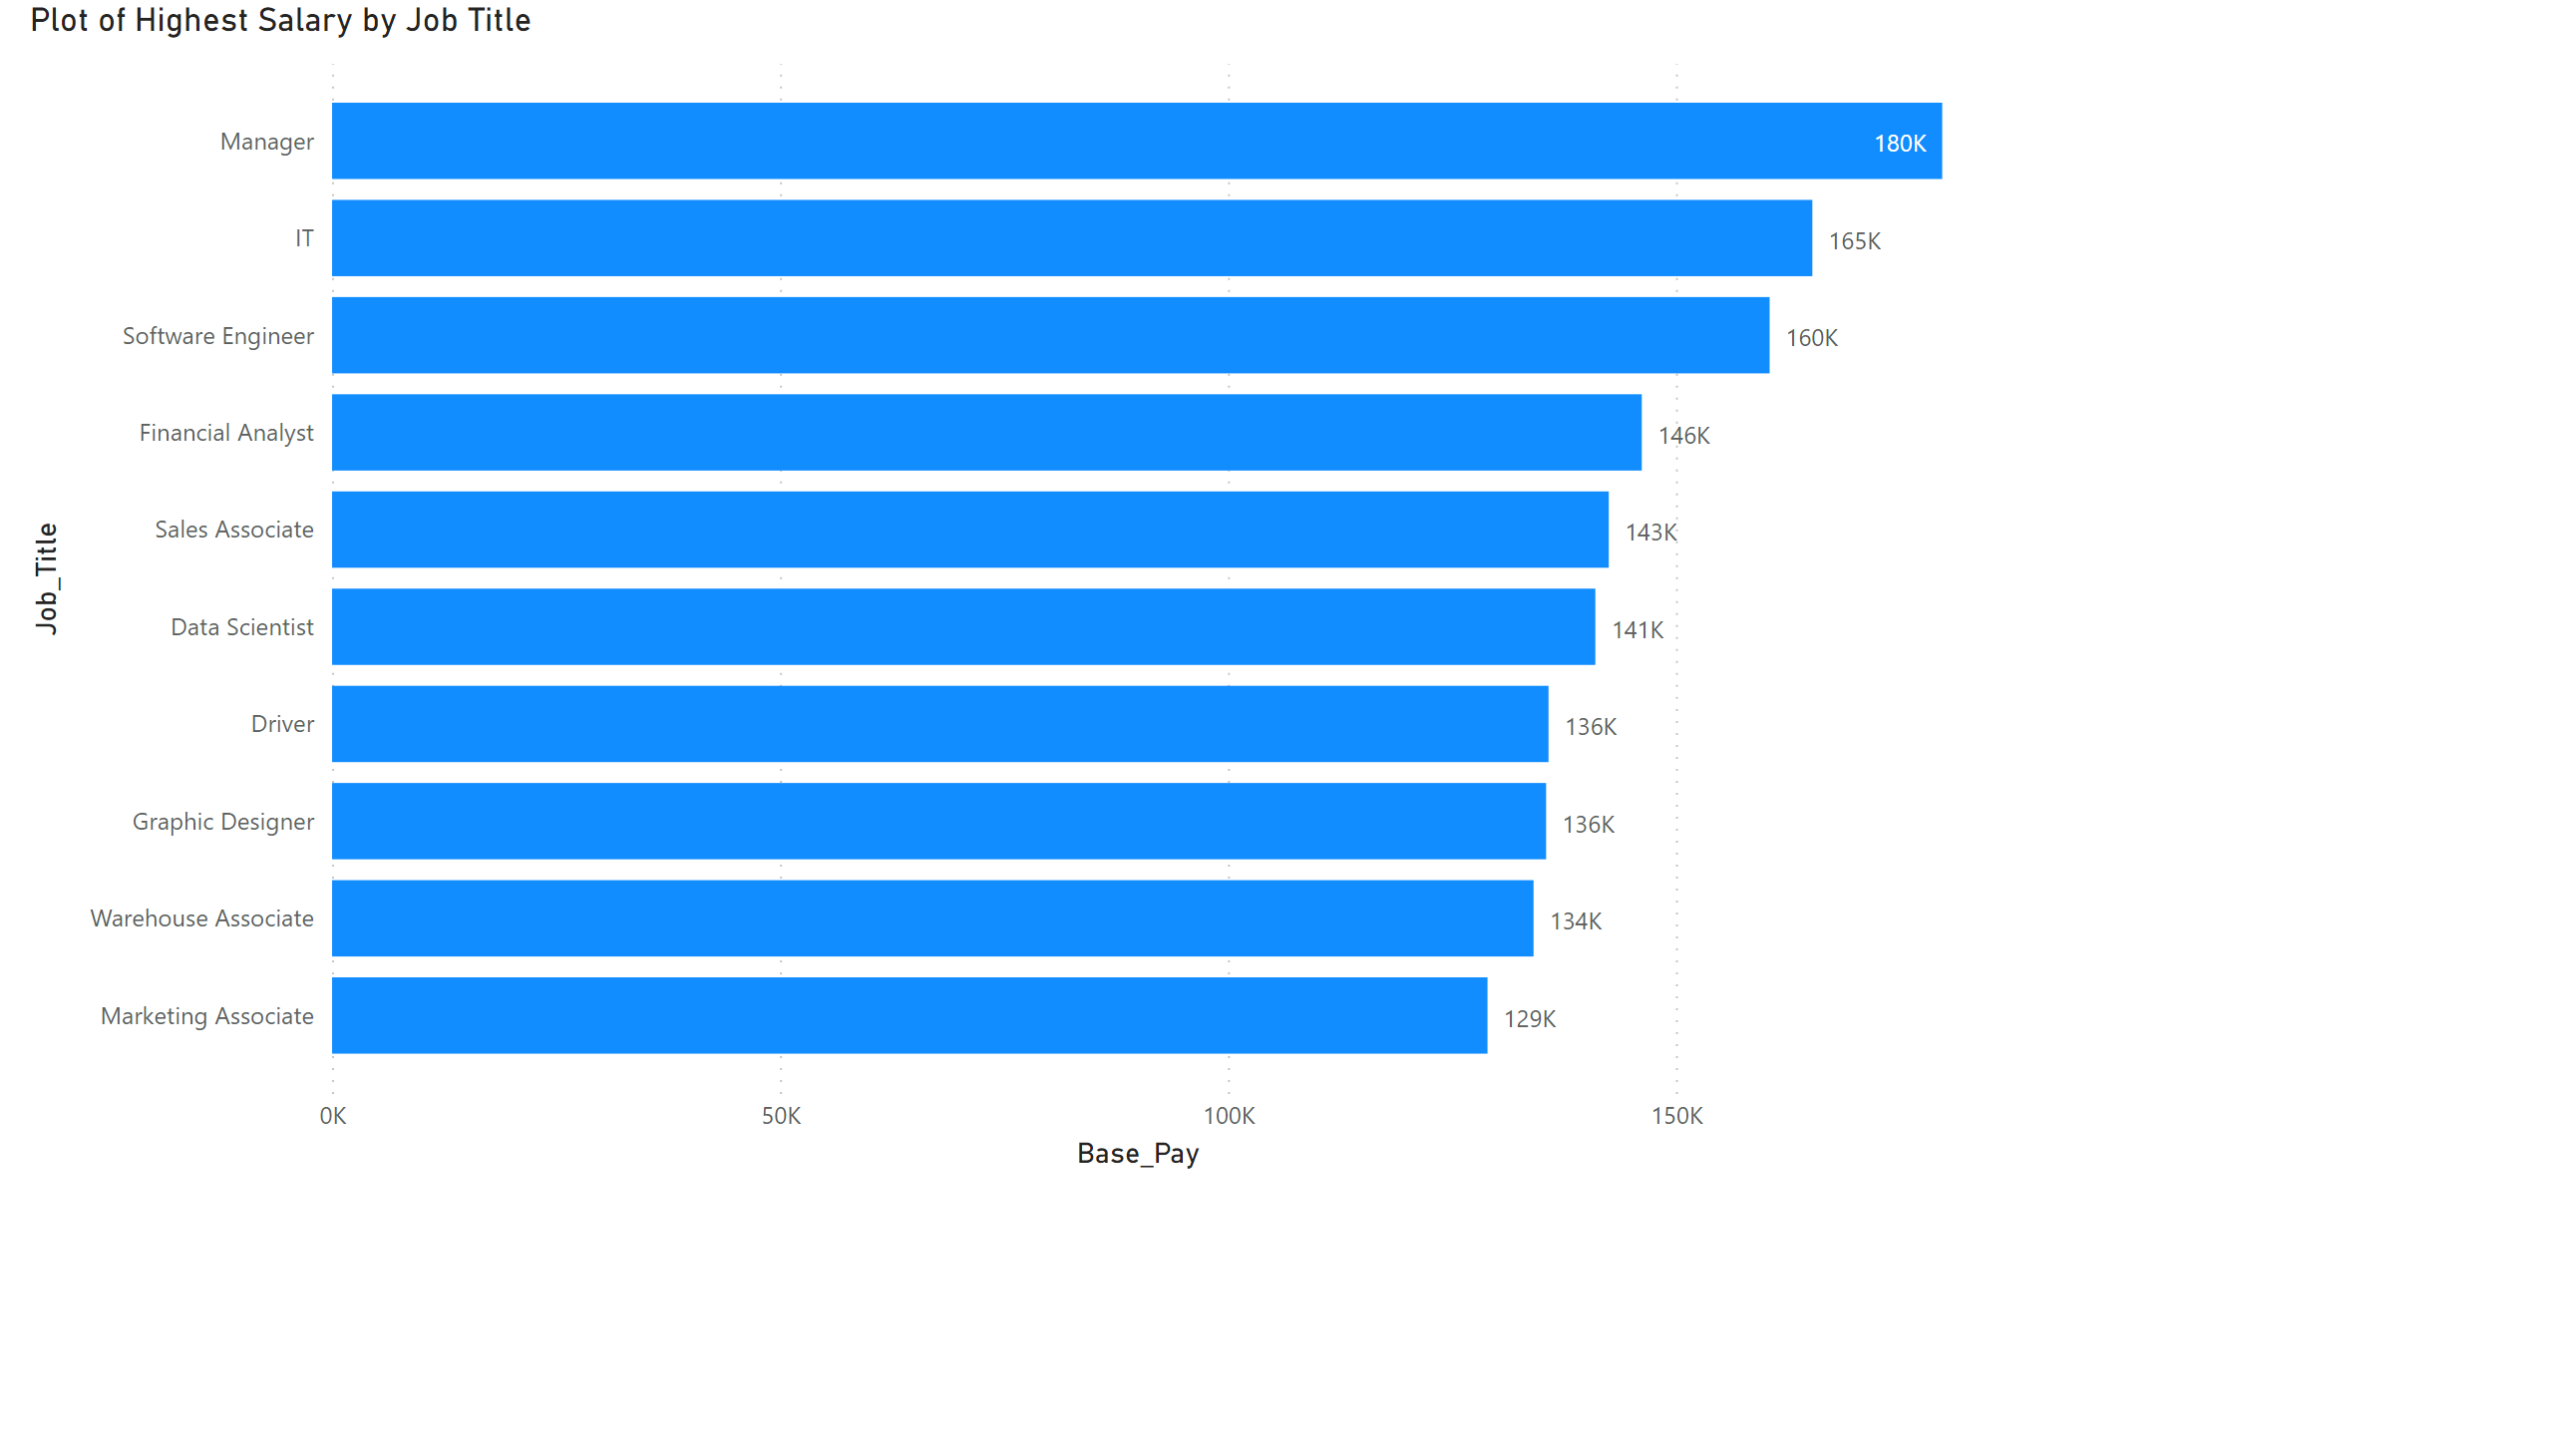 Plot of Highest Salary by Job Title
Job_Title
Manager 180K
IT 165K
Software Engineer 160K
Financial Analyst 146K
Sales Associate 143K
Data Scientist 141K
Driver 136K
Graphic Designer 136K
Warehouse Associate 134K
Marketing Associate 129K
0K 50K 100K 150K
Base_Pay